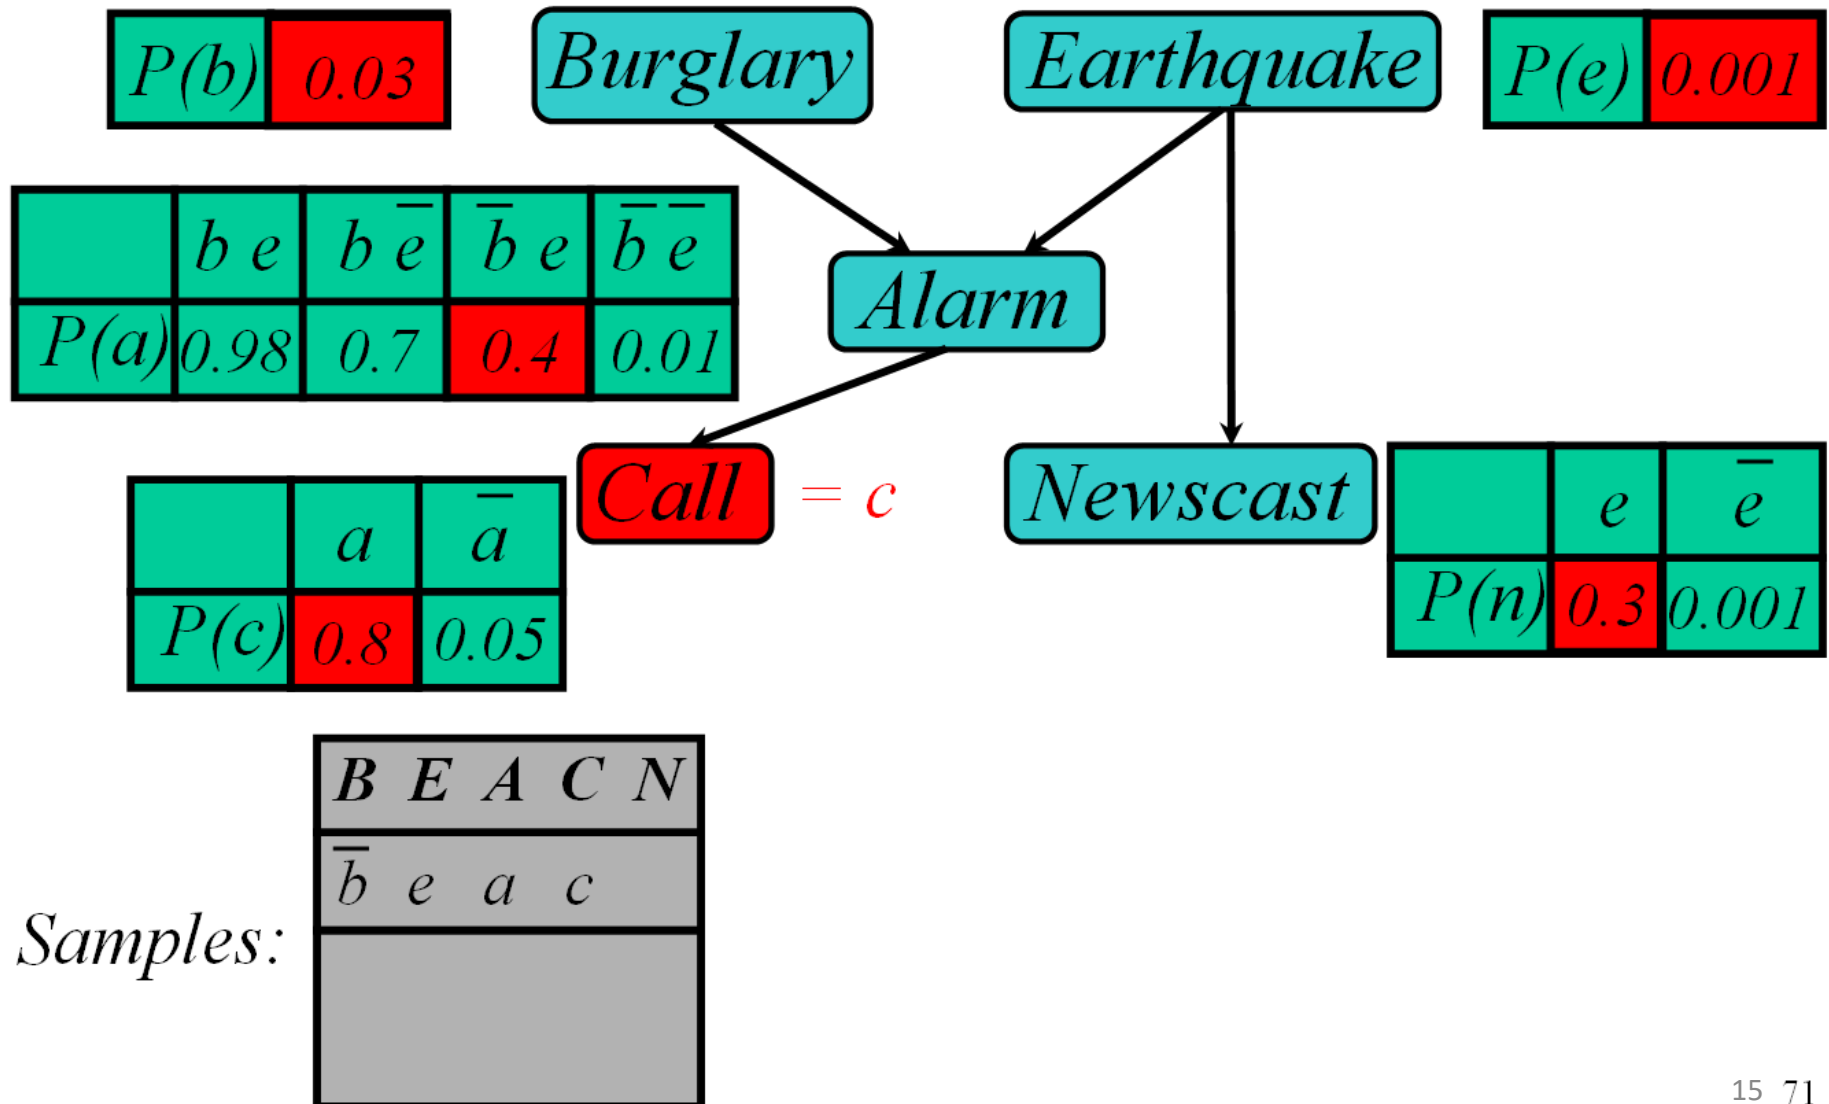 P(b) 0.03
Burglary
Earthquake
P(e) 0.001
b e b e̅ b̅ e b̅ e̅
P(a) 0.98 0.7 0.4 0.01
Alarm
Call = c
Newscast
a a̅
P(c) 0.8 0.05
e e̅
P(n) 0.3 0.001
B E A C N
b̅ e a c
Samples:
15 71